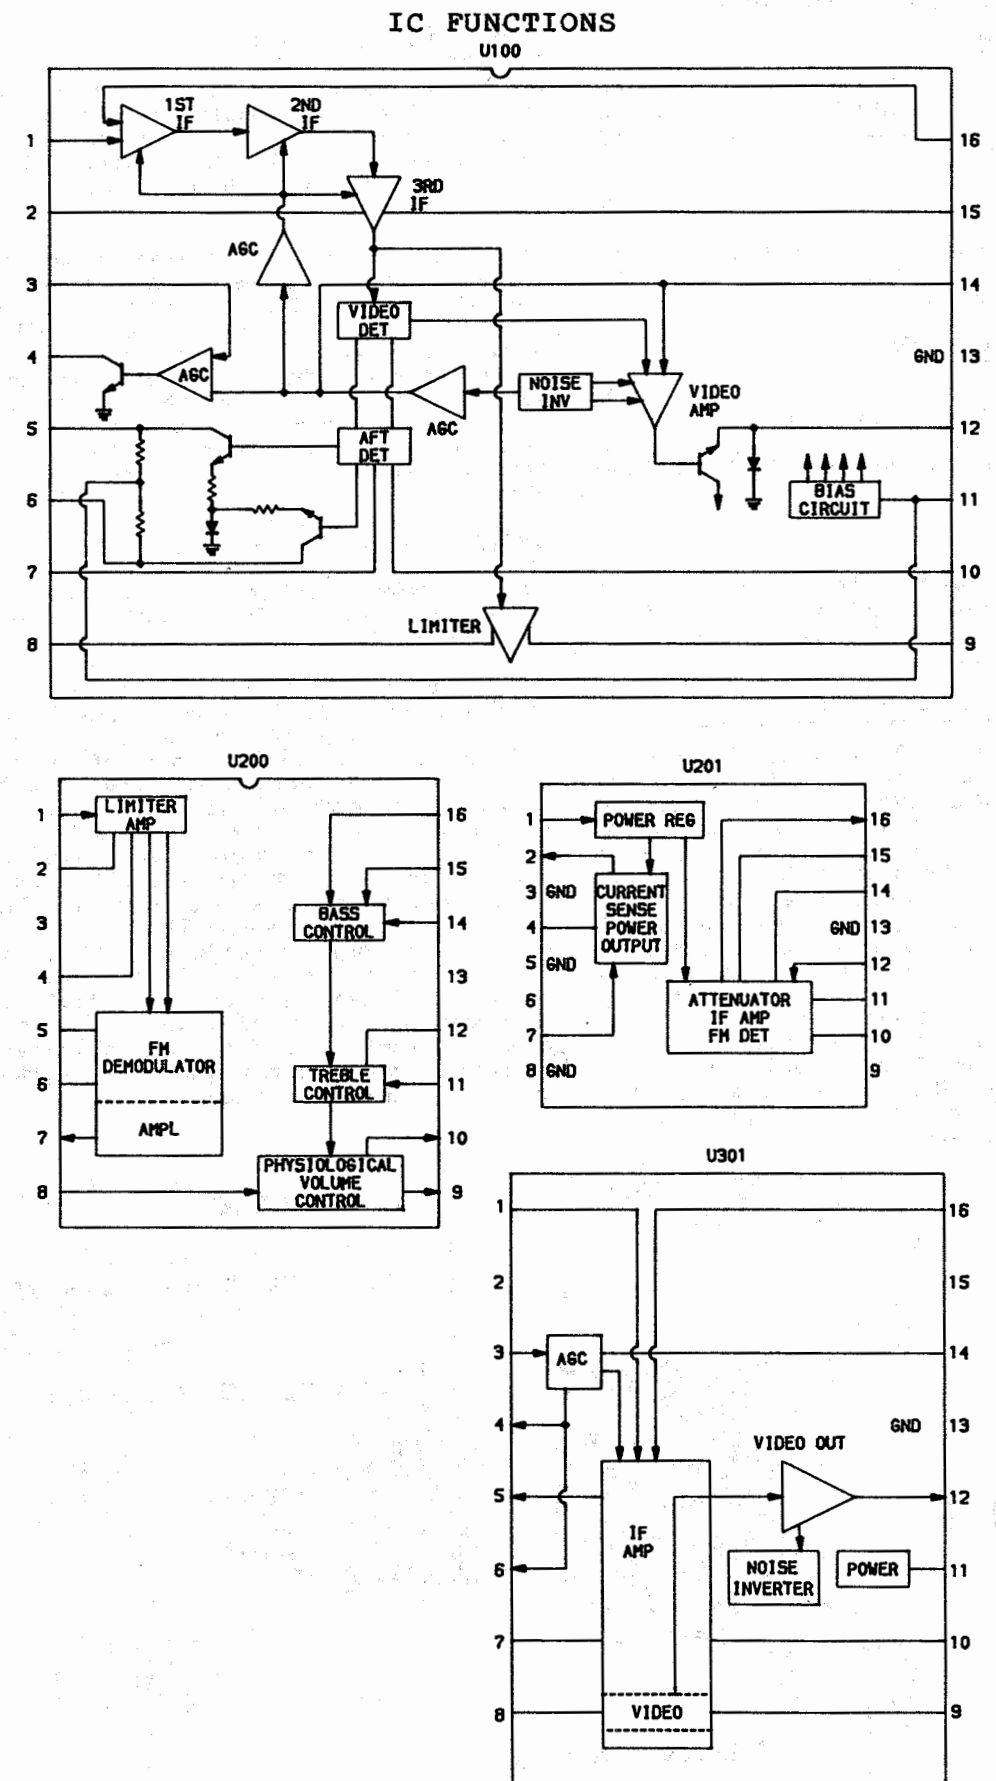 IC FUNCTIONS
U100
1ST
IF
2ND
IF
3RD
IF
AGC
VIDEO
DET
AGC
AGC
AFT
DET
NOISE
INV
VIDEO
AMP
BIAS
CIRCUIT
LIMITER
GND
1
2
3
4
5
6
7
8
16
15
14
13
12
11
10
9
U200
LIMITER
AMP
FM
DEMODULATOR
AMPL
BASS
CONTROL
TREBLE
CONTROL
PHYSIOLOGICAL
VOLUME
CONTROL
1
2
3
4
5
6
7
8
16
15
14
13
12
11
10
9
U201
POWER REG
CURRENT
SENSE
POWER
OUTPUT
ATTENUATOR
IF AMP
FM DET
1
2
3 GND
4
5 GND
6
7
8 GND
16
15
14
GND 13
12
11
10
9
U301
AGC
IF
AMP
VIDEO
VIDEO OUT
NOISE
INVERTER
POWER
1
2
3
4
5
6
7
8
16
15
14
GND 13
12
11
10
9